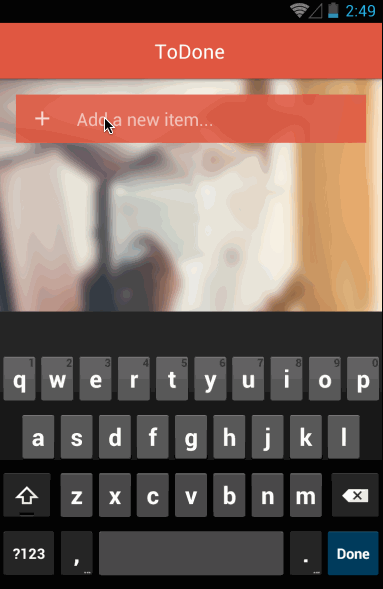 2:49
ToDone
+ Add a new item...
1 2 3 4 5 6 7 8 9 0
q w e r t y u i o p
a s d f g h j k l
z x c v b n m
?123 , ... . ... Done